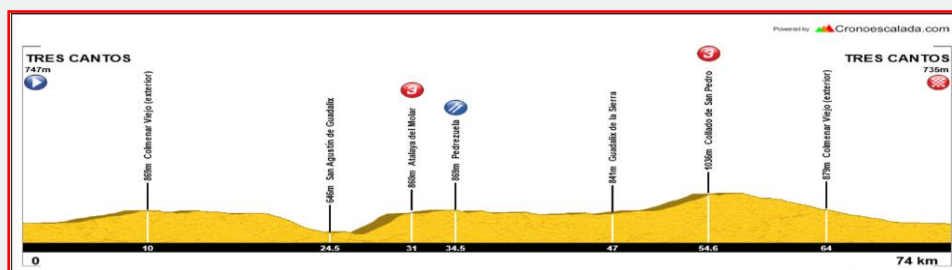 Powered by Cronoescalada.com
TRES CANTOS
747m
869m Colmenar Viejo (exterior)
646m San Agustín de Guadalix
3
860m Atalaya del Molar
869m Pedrezuela
841m Guadalix de la Sierra
3
1036m Collado de San Pedro
879m Colmenar Viejo (exterior)
TRES CANTOS
735m
10
24.5
31
34.5
47
54.6
64
0
74 km